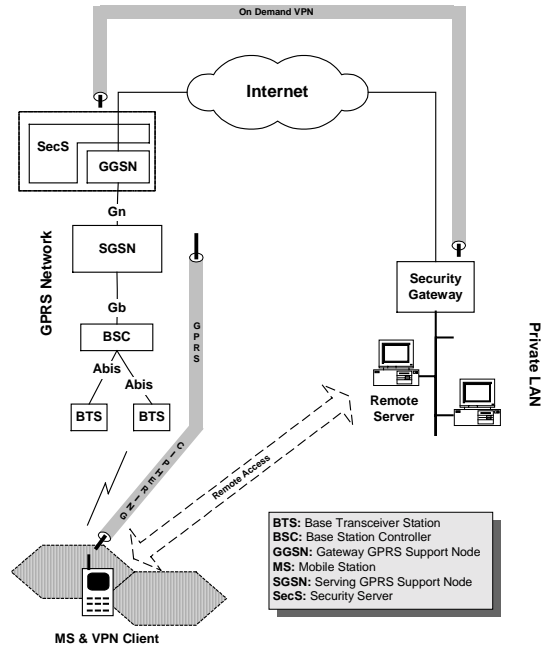 On Demand VPN
Internet
SecS
GGSN
Gn
SGSN
GPRS Network
Gb
BSC
Abis
Abis
BTS
BTS
GPRS
CIPHERING
Security
Gateway
Private LAN
Remote
Server
Remote Access
BTS: Base Transceiver Station
BSC: Base Station Controller
GGSN: Gateway GPRS Support Node
MS: Mobile Station
SGSN: Serving GPRS Support Node
SecS: Security Server
MS & VPN Client